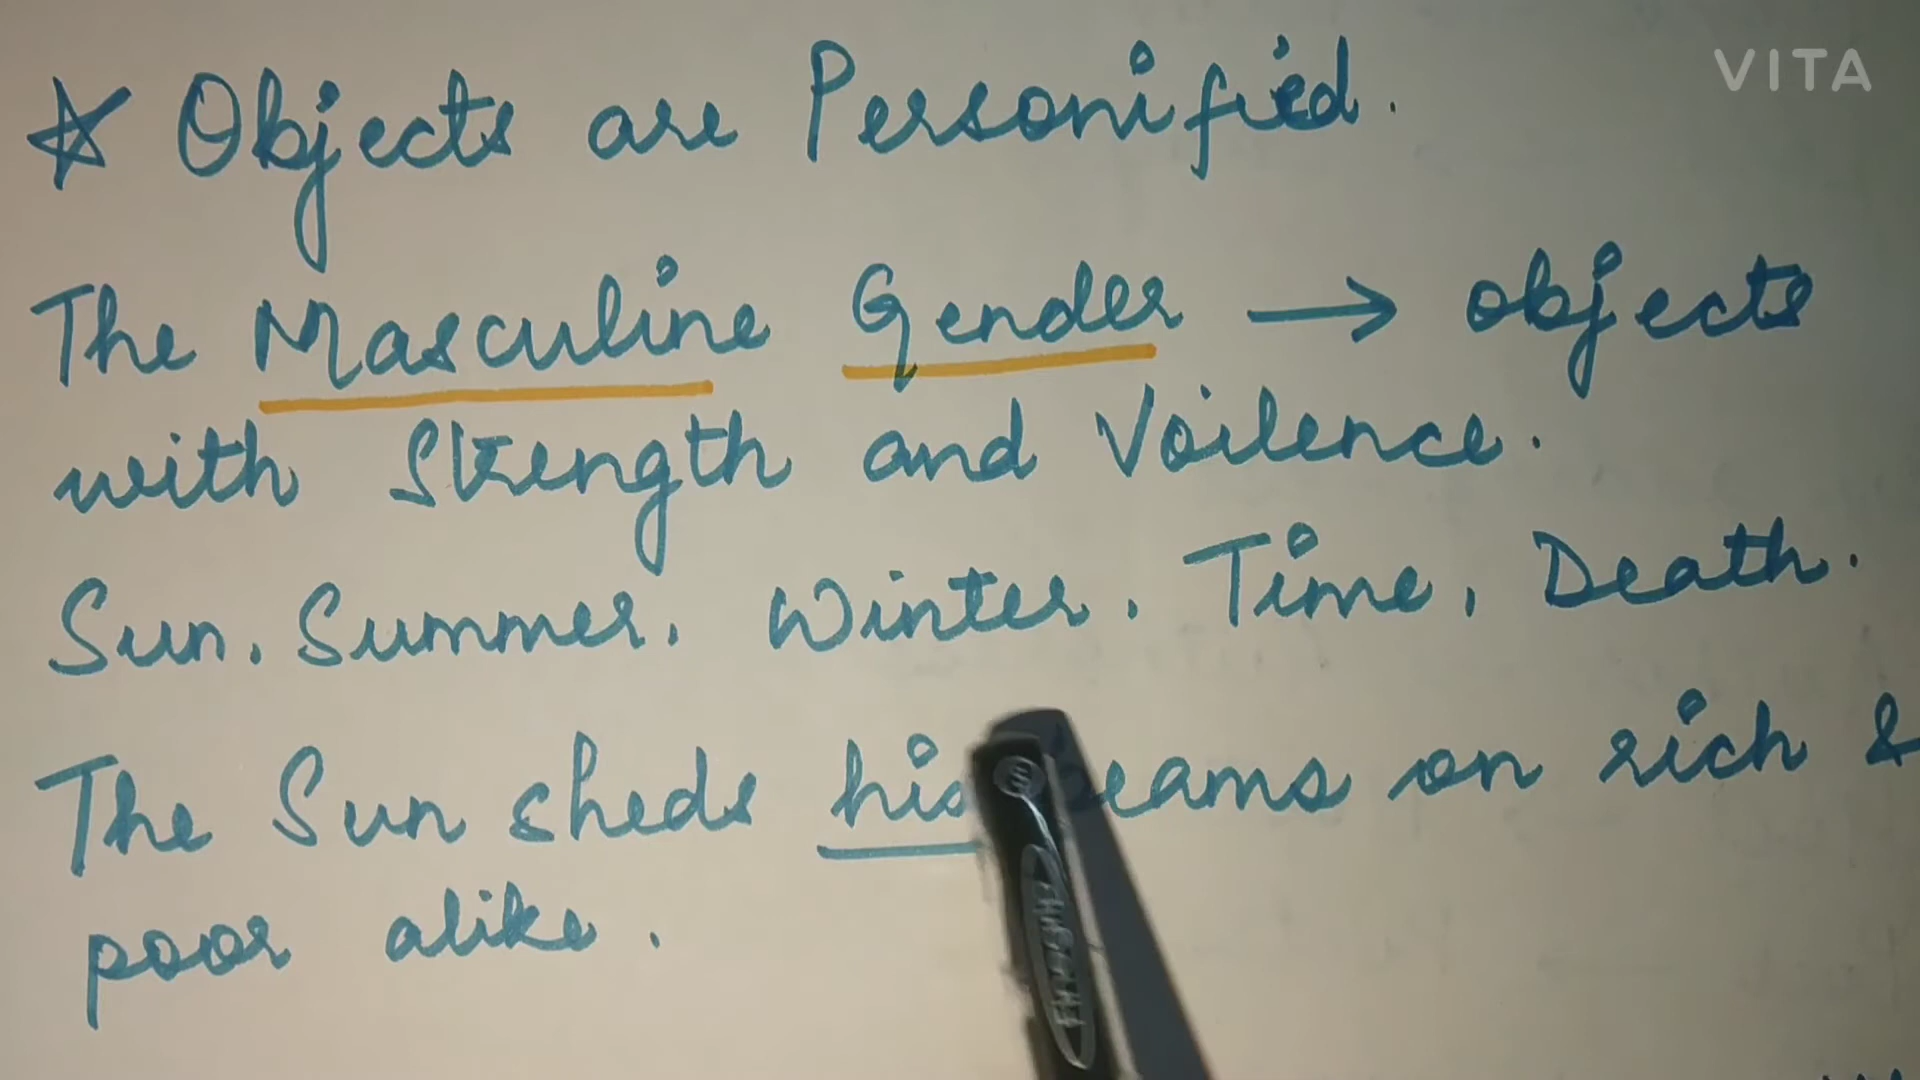 VITA
☆ Objects are Personified.
The Masculine Gender → objects
with Strength and Voilence.
Sun, Summer, Winter, Time, Death.
The Sun sheds his eams on rich &
poor alike.